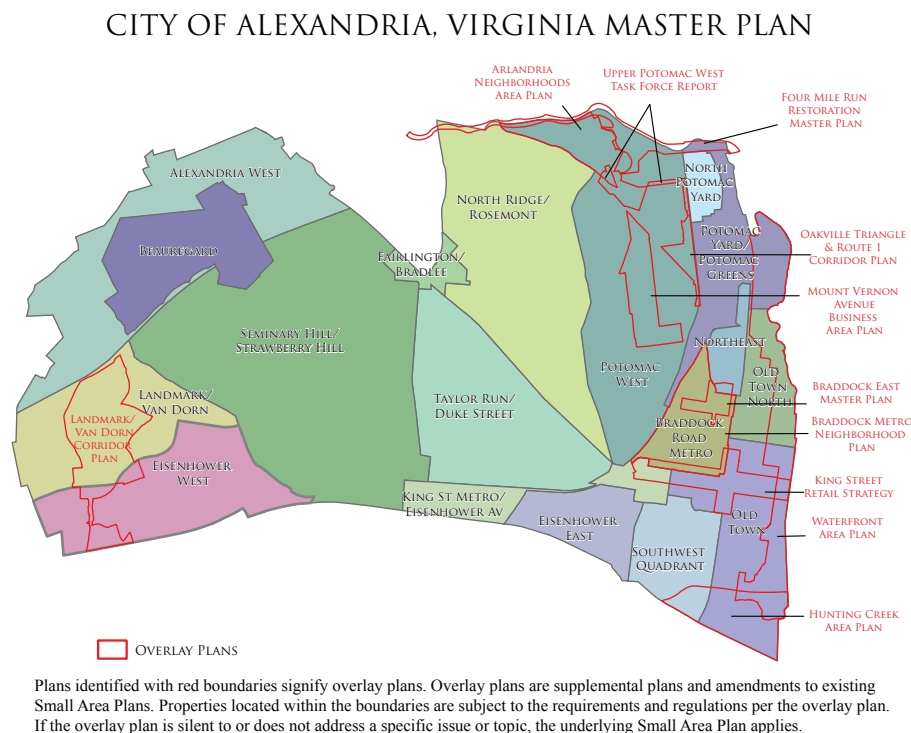 CITY OF ALEXANDRIA, VIRGINIA MASTER PLAN
ARLANDRIA
NEIGHBORHOODS
AREA PLAN
UPPER POTOMAC WEST
TASK FORCE REPORT
FOUR MILE RUN
RESTORATION
MASTER PLAN
ALEXANDRIA WEST
NORTH
POTOMAC
YARD
NORTH RIDGE/
ROSEMONT
BEAUREGARD
POTOMAC
YARD/
POTOMAC
GREENS
OAKVILLE TRIANGLE
& ROUTE 1
CORRIDOR PLAN
FAIRLINGTON/
BRADLEE
MOUNT VERNON
AVENUE
BUSINESS
AREA PLAN
SEMINARY HILL/
STRAWBERRY HILL
NORTHEAST
POTOMAC
WEST
OLD
TOWN
NORTH
LANDMARK/
VAN DORN
TAYLOR RUN/
DUKE STREET
BRADDOCK EAST
MASTER PLAN
LANDMARK/
VAN DORN
CORRIDOR
PLAN
BRADDOCK
ROAD
METRO
BRADDOCK METRO
NEIGHBORHOOD
PLAN
EISENHOWER
WEST
KING STREET
RETAIL STRATEGY
KING ST METRO/
EISENHOWER AV
EISENHOWER
EAST
OLD
TOWN
WATERFRONT
AREA PLAN
SOUTHWEST
QUADRANT
HUNTING CREEK
AREA PLAN
OVERLAY PLANS
Plans identified with red boundaries signify overlay plans. Overlay plans are supplemental plans and amendments to existing
Small Area Plans. Properties located within the boundaries are subject to the requirements and regulations per the overlay plan.
If the overlay plan is silent to or does not address a specific issue or topic, the underlying Small Area Plan applies.